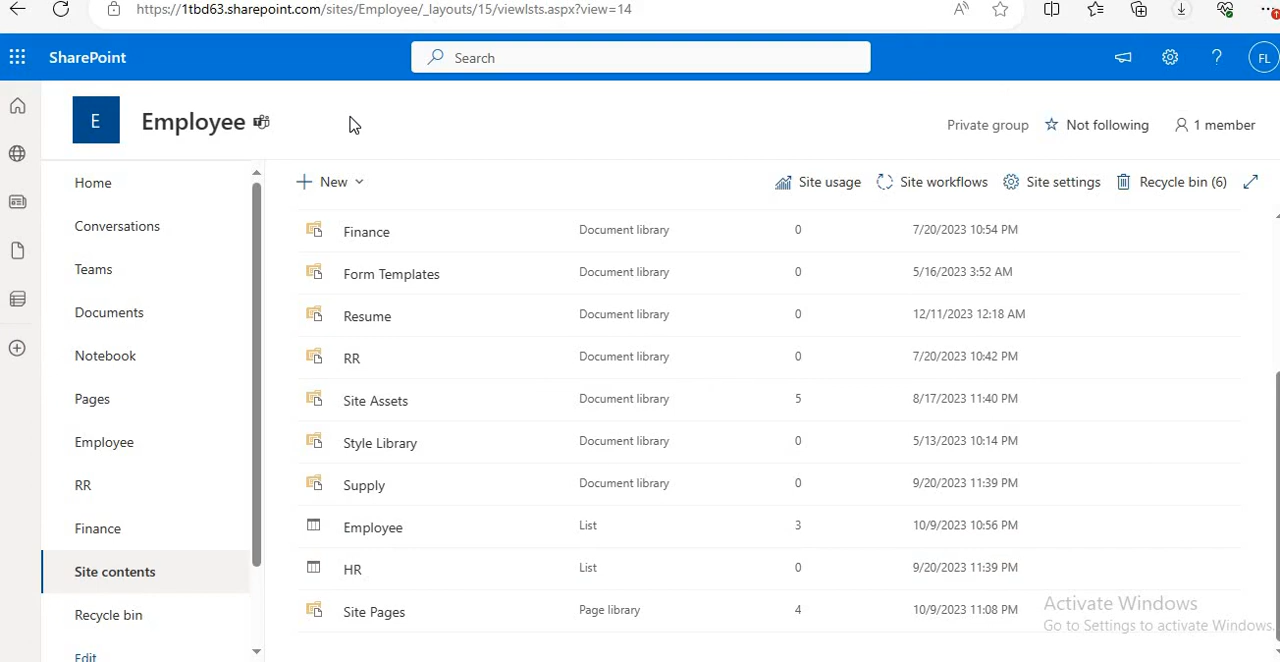 https://1tbd63.sharepoint.com/sites/Employee/_layouts/15/viewlsts.aspx?view=14
SharePoint
Search
FL
E
Employee
Private group
Not following
1 member
Home
Conversations
Teams
Documents
Notebook
Pages
Employee
RR
Finance
Site contents
Recycle bin
Edit
New
Site usage
Site workflows
Site settings
Recycle bin (6)
Finance Document library 0 7/20/2023 10:54 PM
Form Templates Document library 0 5/16/2023 3:52 AM
Resume Document library 0 12/11/2023 12:18 AM
RR Document library 0 7/20/2023 10:42 PM
Site Assets Document library 5 8/17/2023 11:40 PM
Style Library Document library 0 5/13/2023 10:14 PM
Supply Document library 0 9/20/2023 11:39 PM
Employee List 3 10/9/2023 10:56 PM
HR List 0 9/20/2023 11:39 PM
Site Pages Page library 4 10/9/2023 11:08 PM
Activate Windows
Go to Settings to activate Windows.